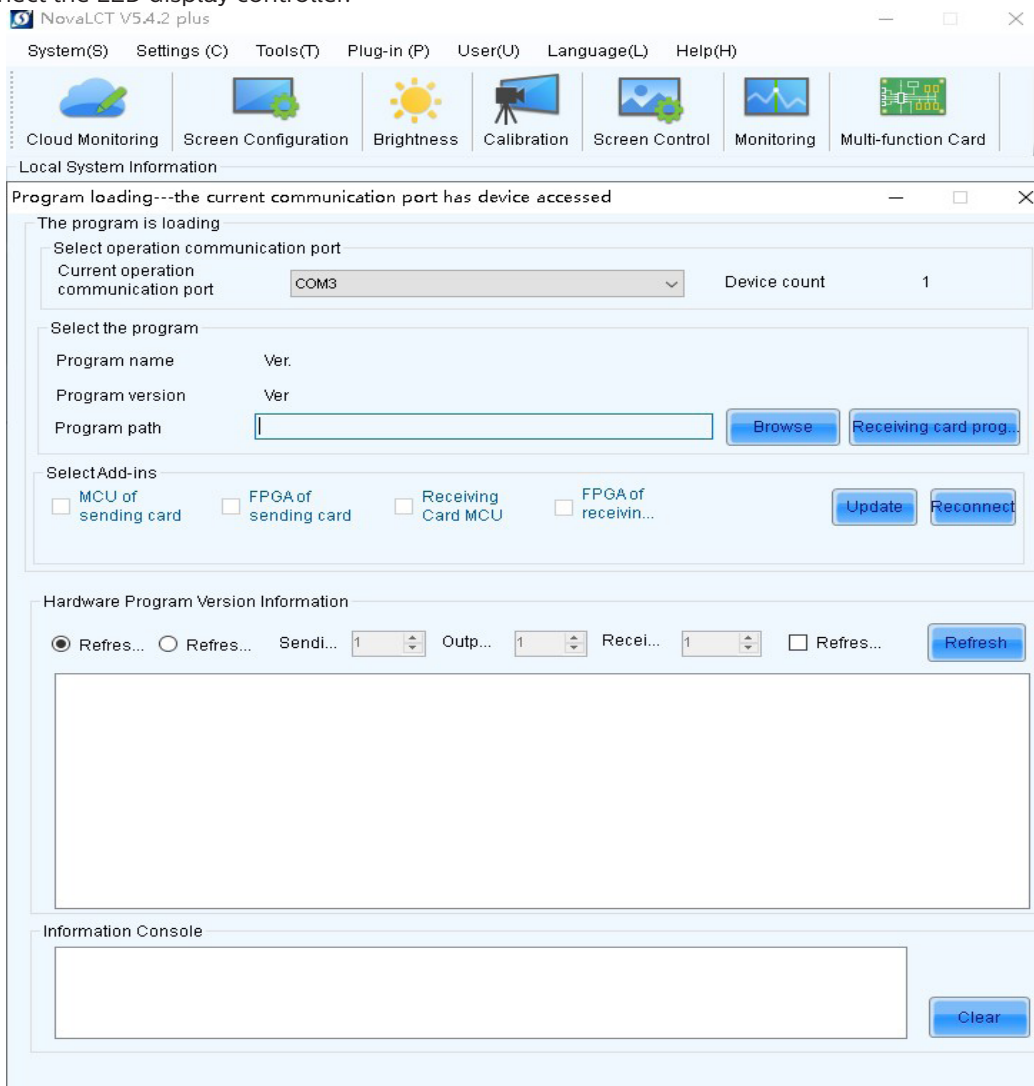 nect the LED display controller.
NovaLCT V5.4.2 plus
System(S) Settings (C) Tools(T) Plug-in (P) User(U) Language(L) Help(H)
Cloud Monitoring Screen Configuration Brightness Calibration Screen Control Monitoring Multi-function Card
Local System Information
Program loading---the current communication port has device accessed
The program is loading
Select operation communication port
Current operation
communication port COM3 Device count 1
Select the program
Program name Ver.
Program version Ver
Program path Browse Receiving card prog...
Select Add-ins
MCU of FPGA of Receiving FPGA of
sending card sending card Card MCU receivin... Update Reconnect
Hardware Program Version Information
Refres... Refres... Sendi... 1 Outp... 1 Recei... 1 Refres... Refresh
Information Console
Clear